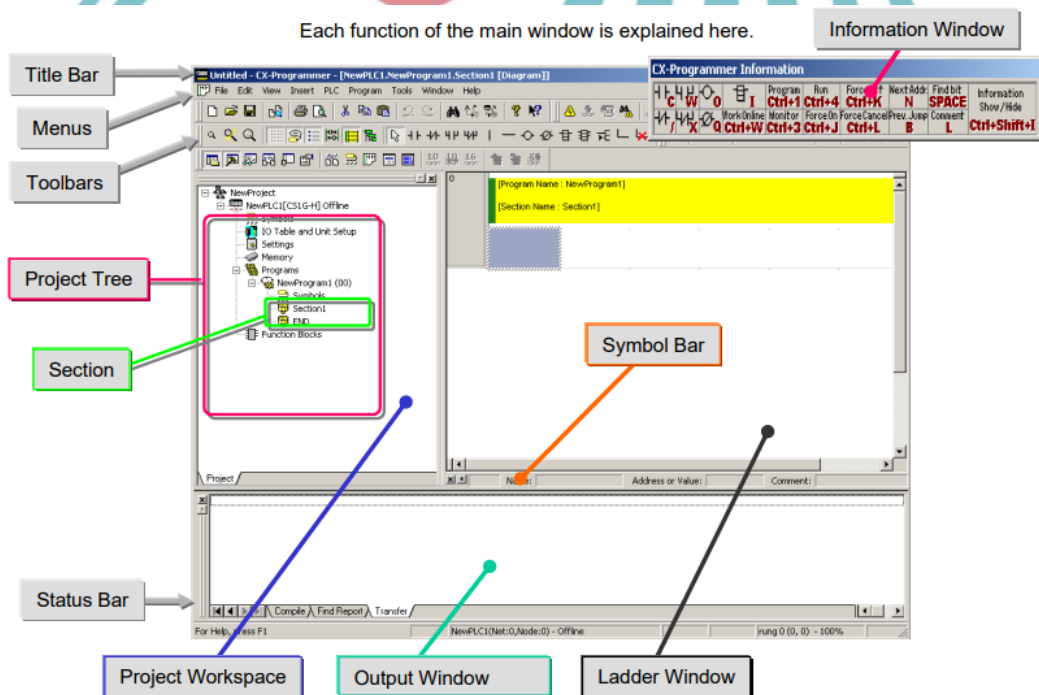 Each function of the main window is explained here.
Information Window
Title Bar
Untitled - CX-Programmer - [NewPLC1.NewProgram1.Section1 [Diagram]]
CX-Programmer Information
File Edit View Insert PLC Program Tools Window Help
C W O I
Program Run Next Addr. Find bit Information
Ctrl+1 Ctrl+4 Ctrl+K N SPACE Show/Hide
Work Online Monitor Force On Force Cancel Prev. Jump Comment
/ X Q Ctrl+W Ctrl+3 Ctrl+J Ctrl+L B L Ctrl+Shift+I
Menus
Toolbars
10 16
NewProject
NewPLC1[CS1G-H] Offline
Symbols
IO Table and Unit Setup
Settings
Memory
Programs
NewProgram1 (00)
Symbols
Section1
END
Function Blocks
0
[Program Name : NewProgram1]
[Section Name : Section1]
Project Tree
Section
Symbol Bar
Project
Address or Value:
Comment:
Status Bar
Compile Find Report Transfer
For Help, press F1
NewPLC1(Net:0,Node:0) - Offline
rung 0 (0, 0) - 100%
Project Workspace
Output Window
Ladder Window